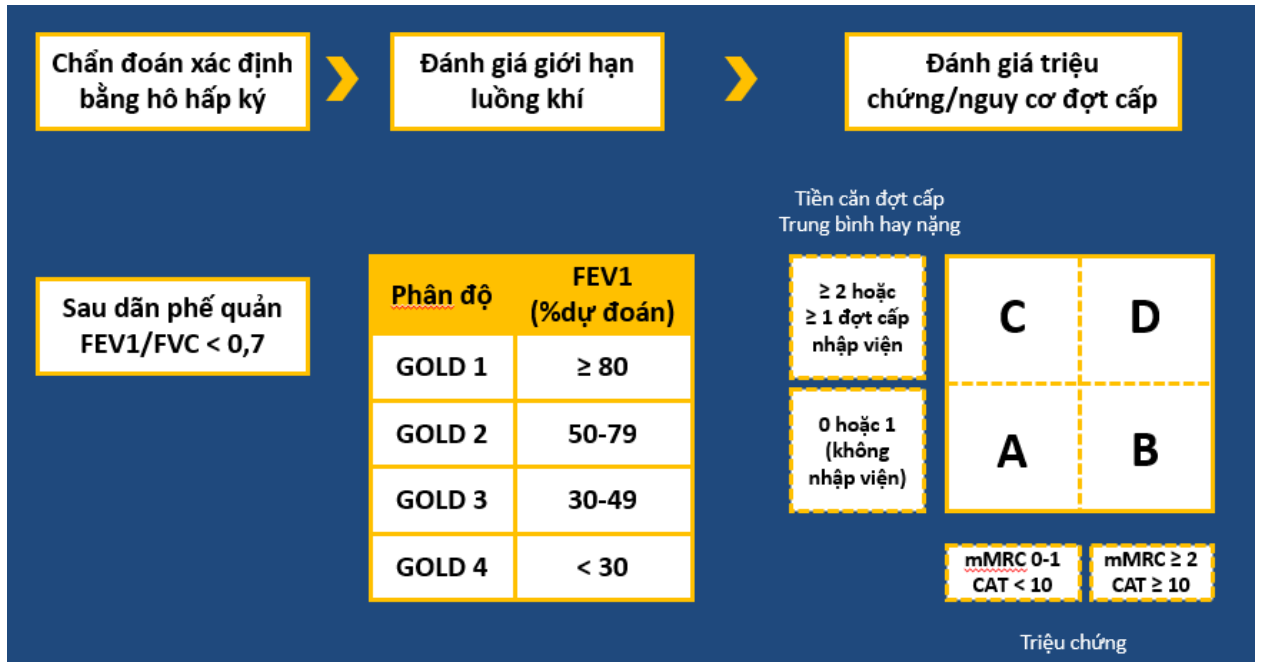 Chẩn đoán xác định
bằng hô hấp ký
Đánh giá giới hạn
luồng khí
Đánh giá triệu
chứng/nguy cơ đợt cấp
Sau dãn phế quản
FEV1/FVC < 0,7
Phân độ
FEV1
(%dự đoán)
GOLD 1
≥ 80
GOLD 2
50-79
GOLD 3
30-49
GOLD 4
< 30
Tiền căn đợt cấp
Trung bình hay nặng
≥ 2 hoặc
≥ 1 đợt cấp
nhập viện
C
D
0 hoặc 1
(không
nhập viện)
A
B
mMRC 0-1
CAT < 10
mMRC ≥ 2
CAT ≥ 10
Triệu chứng